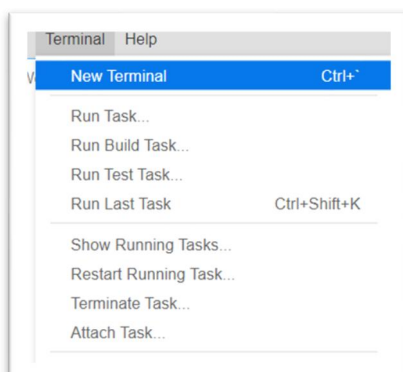 Terminal Help
New Terminal Ctrl+`
Run Task...
Run Build Task...
Run Test Task...
Run Last Task Ctrl+Shift+K
Show Running Tasks...
Restart Running Task...
Terminate Task...
Attach Task...